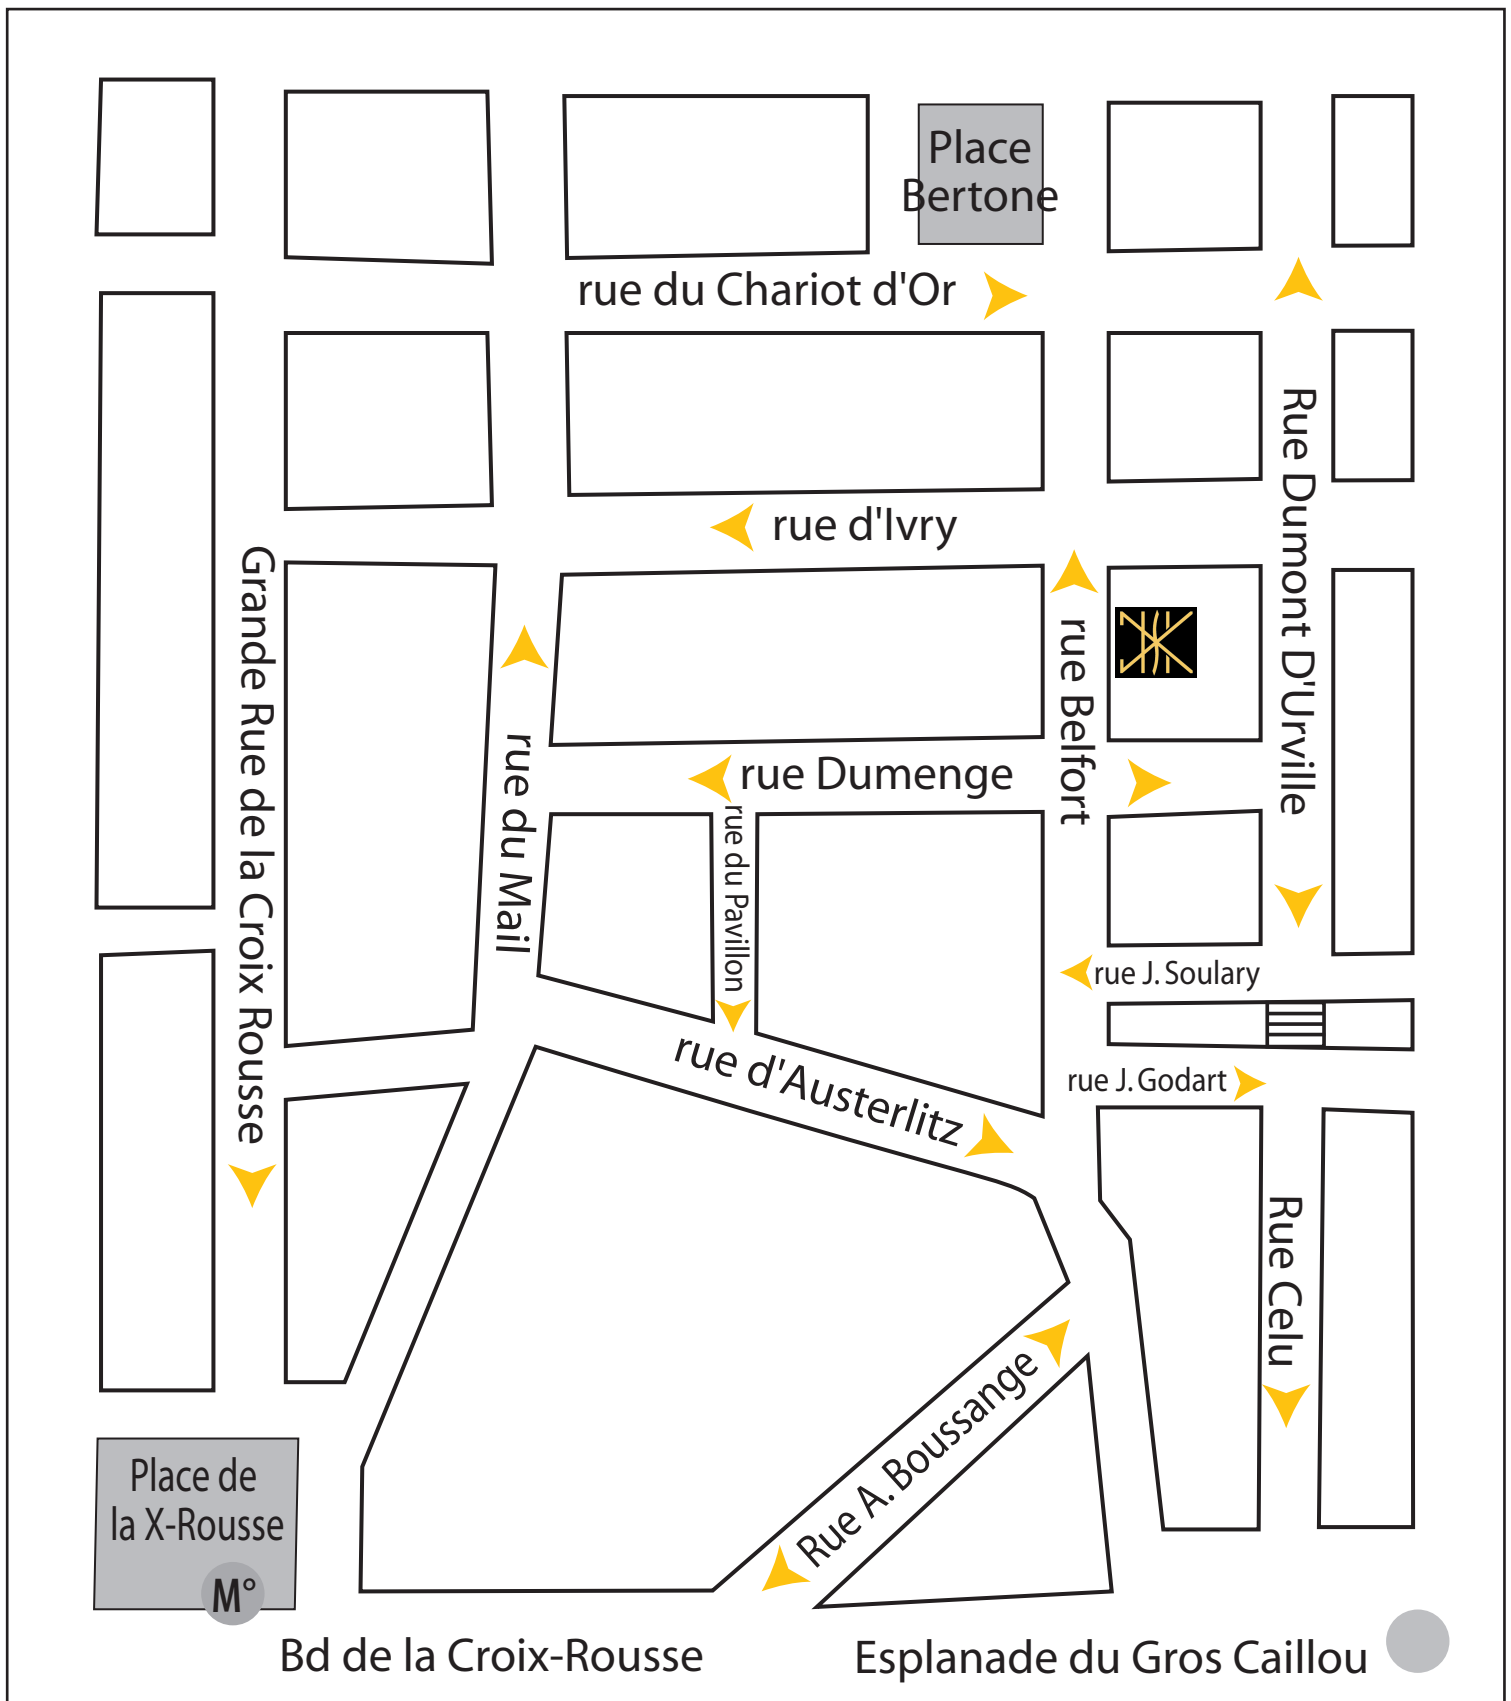 Place
Bertone
rue du Chariot d'Or
Rue Dumont D'Urville
rue d'Ivry
Grande Rue de la Croix Rousse
rue Belfort
rue du Mail
rue Dumenge
rue du Pavillon
rue J. Soulary
rue d'Austerlitz
rue J. Godart
Rue Celu
Rue A. Boussange
Place de
la X-Rousse
M°
Bd de la Croix-Rousse
Esplanade du Gros Caillou